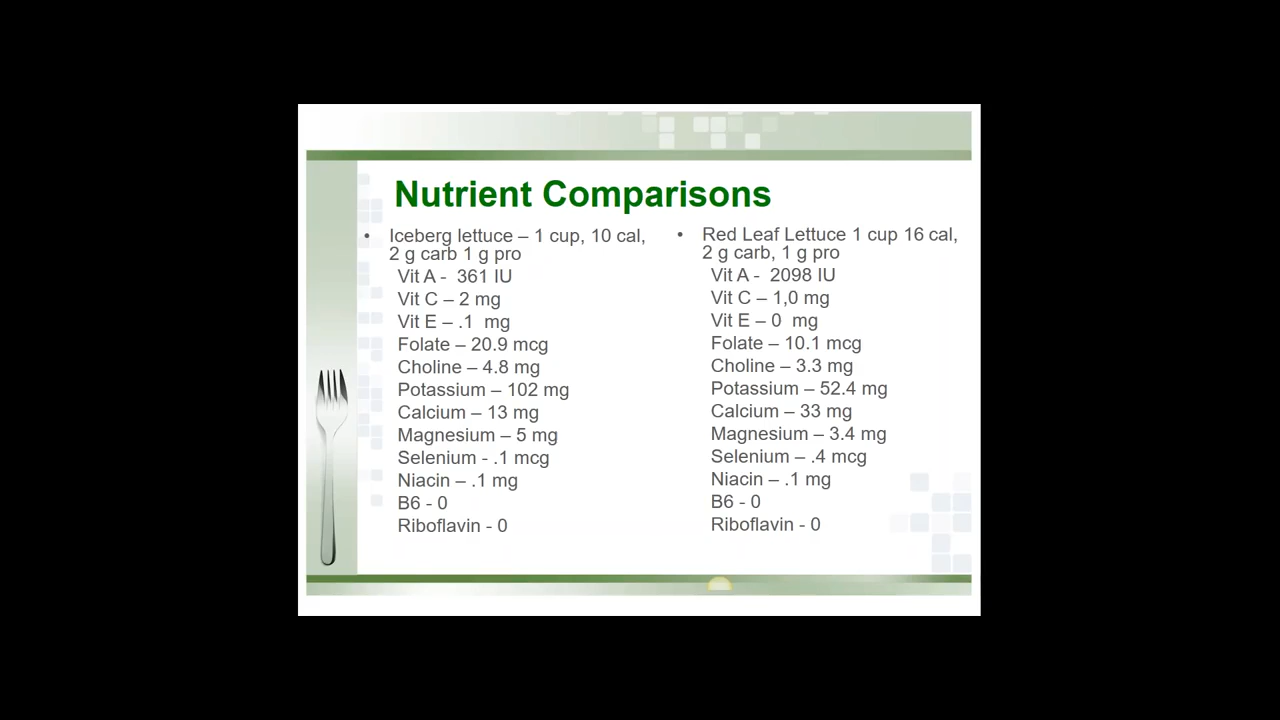 Nutrient Comparisons
• Iceberg lettuce – 1 cup, 10 cal,
2 g carb 1 g pro
Vit A -  361 IU
Vit C – 2 mg
Vit E – .1  mg
Folate – 20.9 mcg
Choline – 4.8 mg
Potassium – 102 mg
Calcium – 13 mg
Magnesium – 5 mg
Selenium - .1 mcg
Niacin – .1 mg
B6 - 0
Riboflavin - 0
• Red Leaf Lettuce 1 cup 16 cal,
2 g carb, 1 g pro
Vit A -  2098 IU
Vit C – 1,0 mg
Vit E – 0  mg
Folate – 10.1 mcg
Choline – 3.3 mg
Potassium – 52.4 mg
Calcium – 33 mg
Magnesium – 3.4 mg
Selenium – .4 mcg
Niacin – .1 mg
B6 - 0
Riboflavin - 0